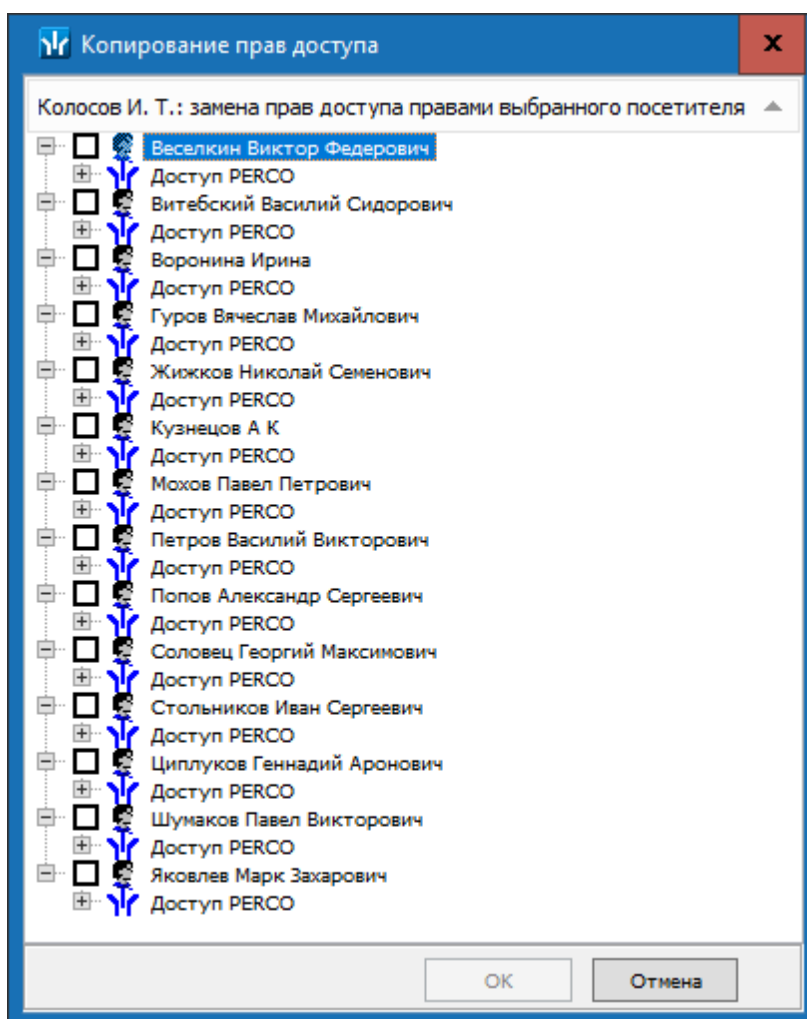 Копирование прав доступа
Колосов И. Т.: замена прав доступа правами выбранного посетителя
Веселкин Виктор Федерович
Доступ PERCO
Витебский Василий Сидорович
Доступ PERCO
Воронина Ирина
Доступ PERCO
Гуров Вячеслав Михайлович
Доступ PERCO
Жижков Николай Семенович
Доступ PERCO
Кузнецов А К
Доступ PERCO
Мохов Павел Петрович
Доступ PERCO
Петров Василий Викторович
Доступ PERCO
Попов Александр Сергеевич
Доступ PERCO
Соловец Георгий Максимович
Доступ PERCO
Стольников Иван Сергеевич
Доступ PERCO
Циплуков Геннадий Аронович
Доступ PERCO
Шумаков Павел Викторович
Доступ PERCO
Яковлев Марк Захарович
Доступ PERCO
ОК Отмена